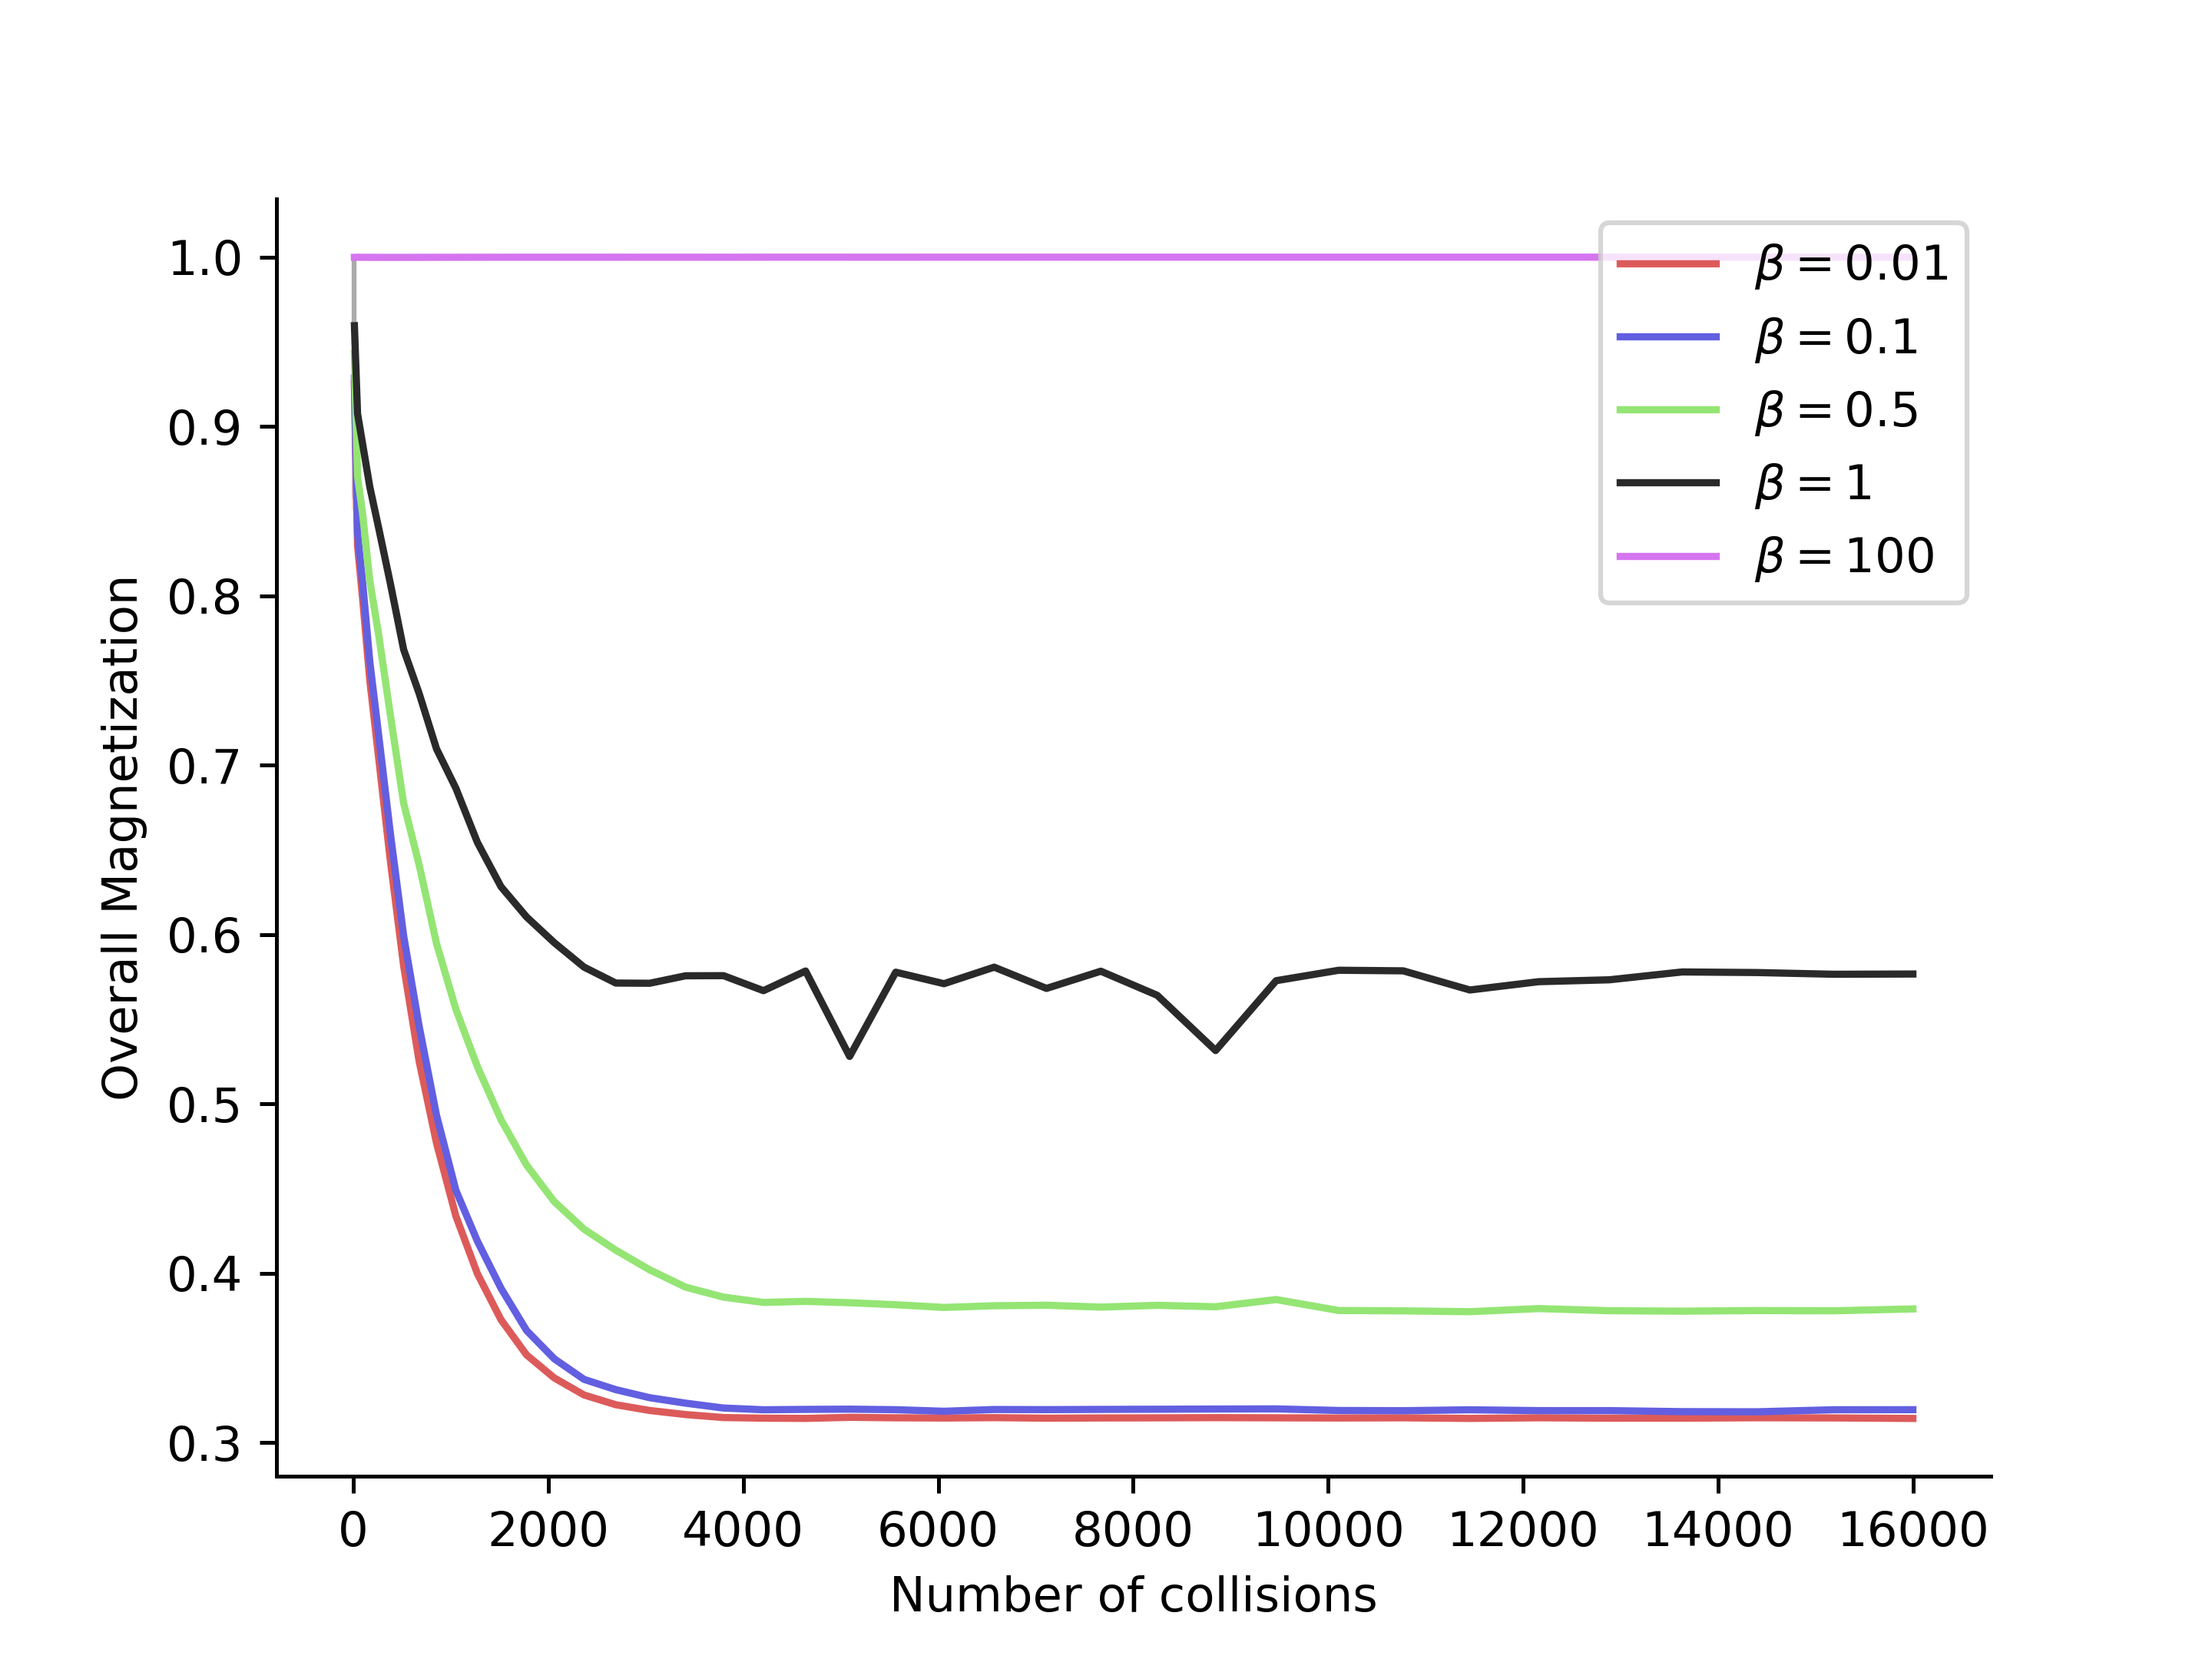 1.0
0.9
0.8
0.7
0.6
0.5
0.4
0.3
Overall Magnetization
0 2000 4000 6000 8000 10000 12000 14000 16000
Number of collisions
β = 0.01
β = 0.1
β = 0.5
β = 1
β = 100